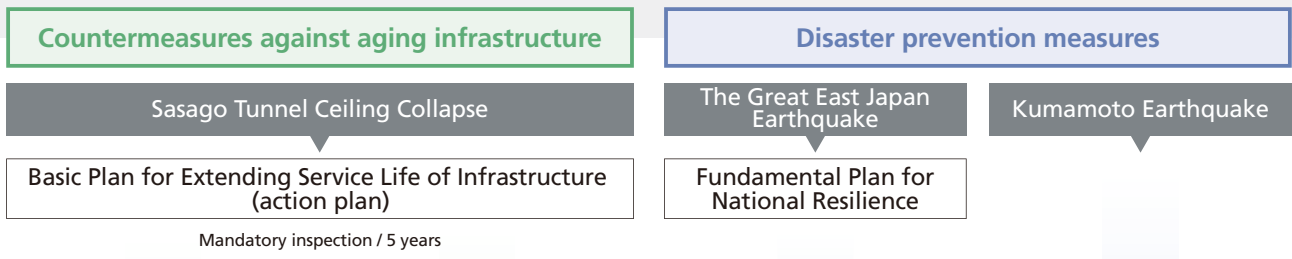 Countermeasures against aging infrastructure
Disaster prevention measures
Sasago Tunnel Ceiling Collapse
The Great East Japan
Earthquake
Kumamoto Earthquake
Basic Plan for Extending Service Life of Infrastructure
(action plan)
Fundamental Plan for
National Resilience
Mandatory inspection / 5 years